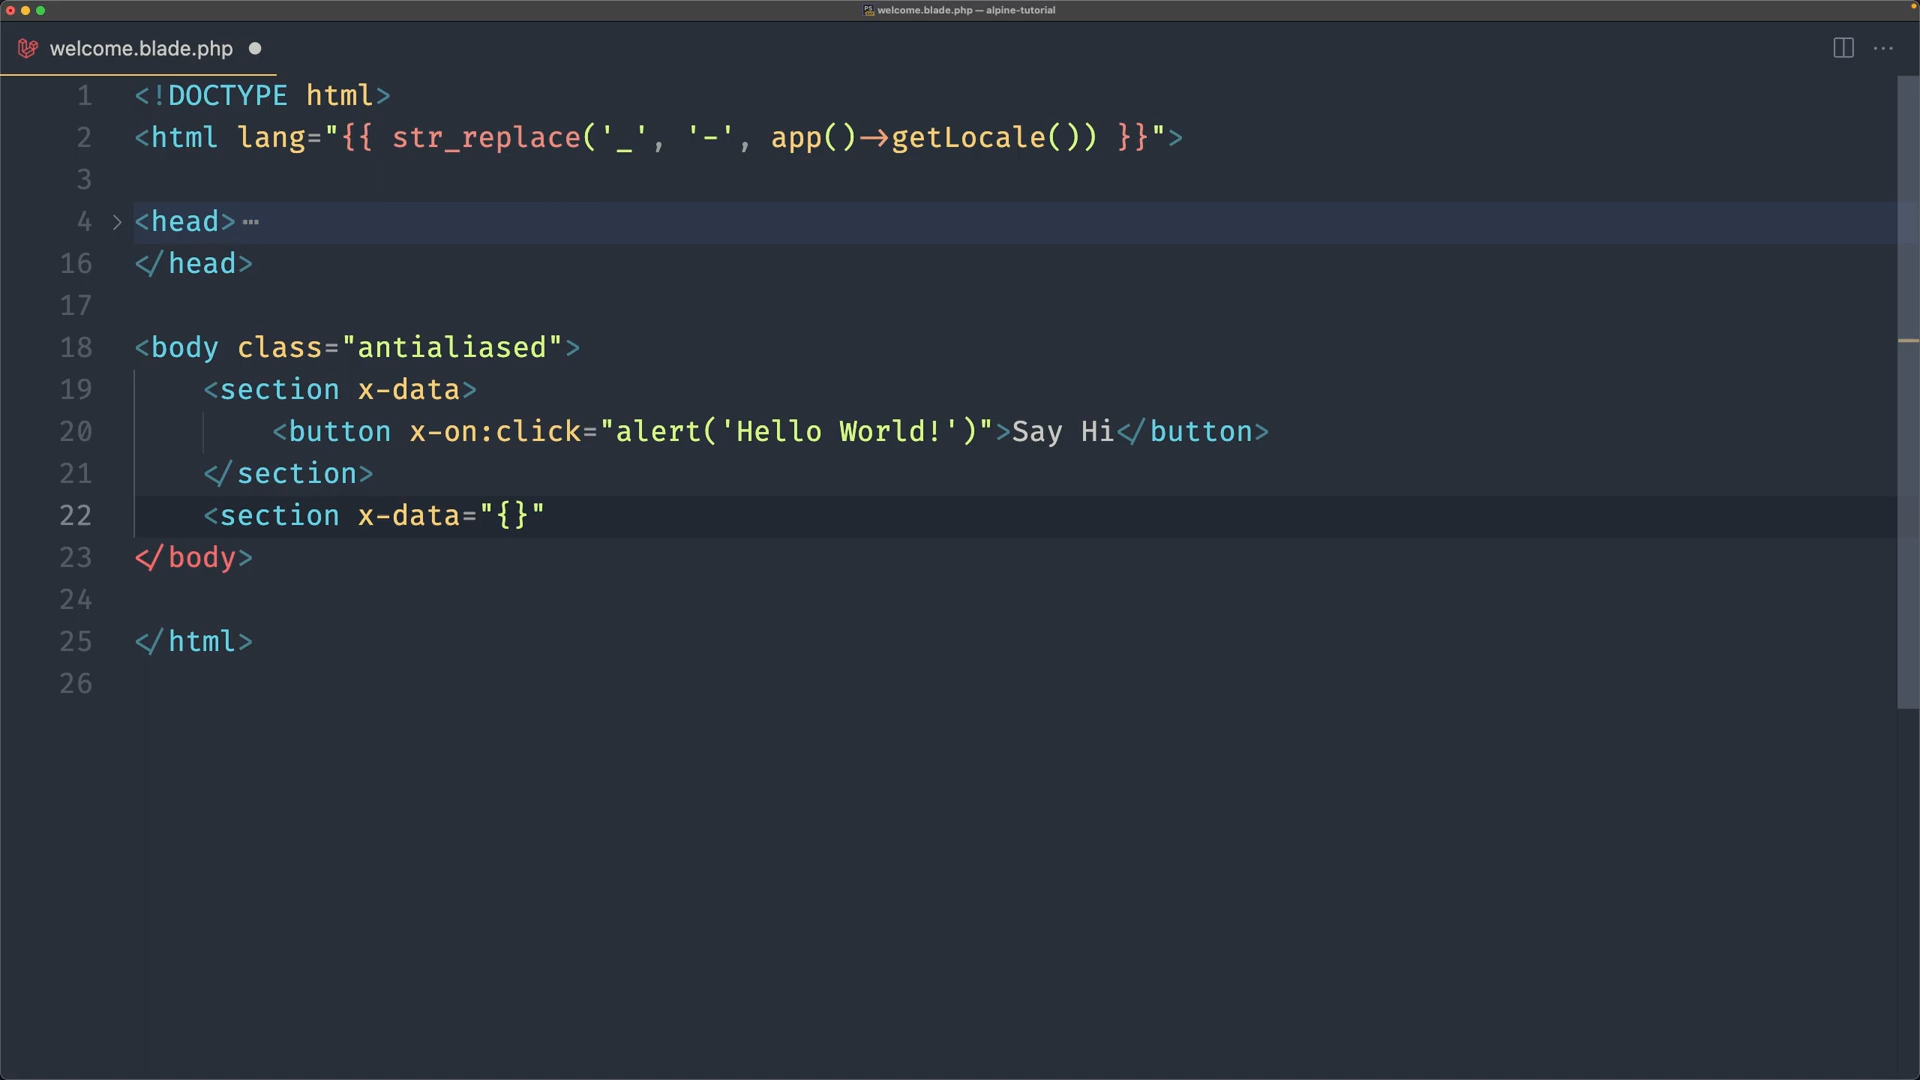 welcome.blade.php — alpine-tutorial
welcome.blade.php
1 <!DOCTYPE html>
2 <html lang="{{ str_replace('_', '-', app()->getLocale()) }}">
3
4 <head> ⋯
16 </head>
17
18 <body class="antialiased">
19 <section x-data>
20 <button x-on:click="alert('Hello World!')">Say Hi</button>
21 </section>
22 <section x-data="{}"
23 </body>
24
25 </html>
26